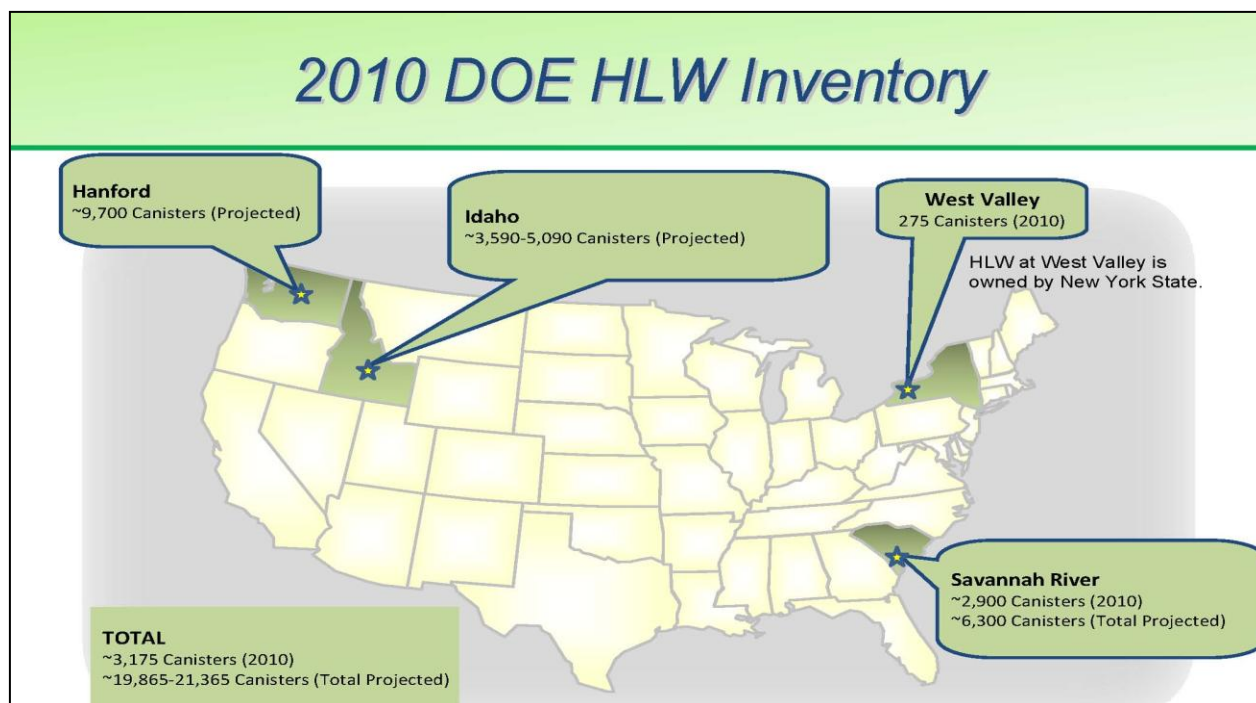 2010 DOE HLW Inventory
Hanford
~9,700 Canisters (Projected)
Idaho
~3,590-5,090 Canisters (Projected)
West Valley
275 Canisters (2010)
HLW at West Valley is
owned by New York State.
Savannah River
~2,900 Canisters (2010)
~6,300 Canisters (Total Projected)
TOTAL
~3,175 Canisters (2010)
~19,865-21,365 Canisters (Total Projected)